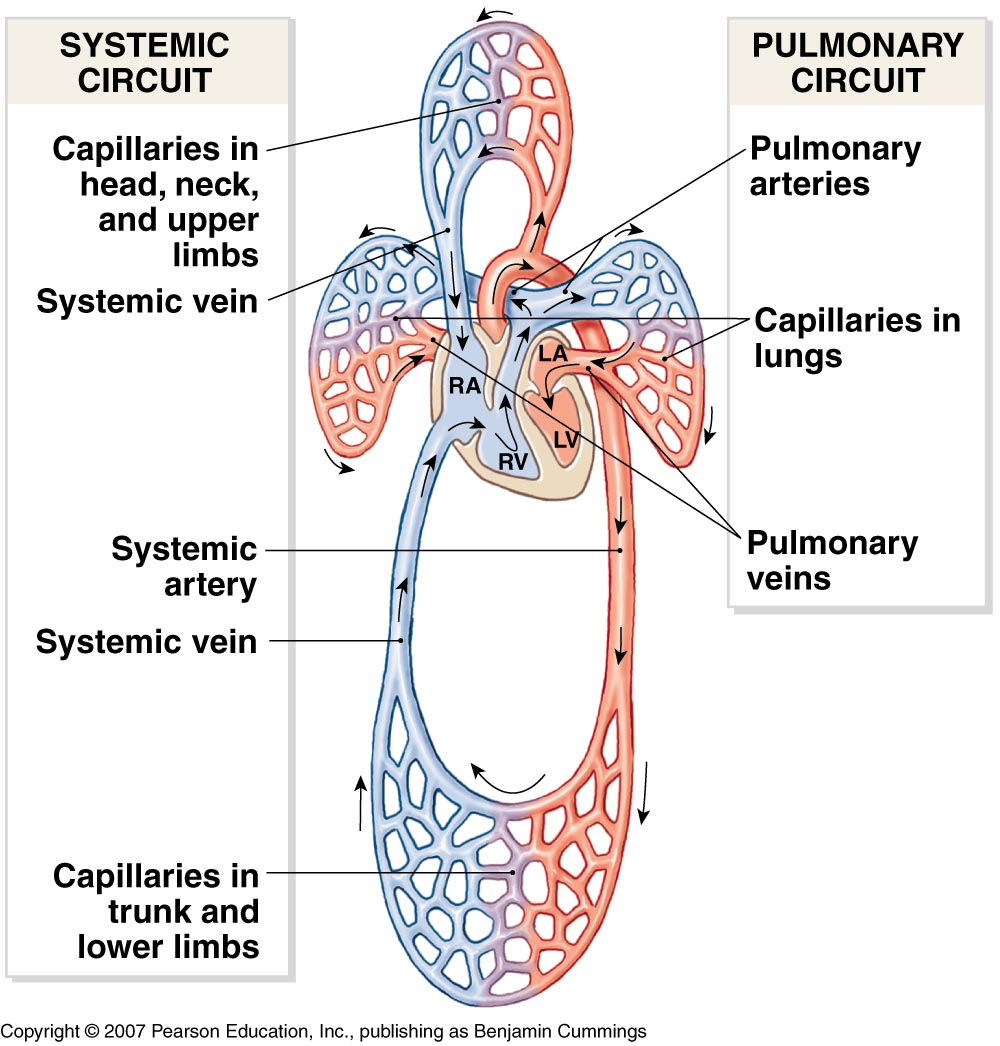 SYSTEMIC
CIRCUIT
Capillaries in
head, neck,
and upper
limbs
Systemic vein
Systemic
artery
Systemic vein
Capillaries in
trunk and
lower limbs
RA
RV
LA
LV
PULMONARY
CIRCUIT
Pulmonary
arteries
Capillaries in
lungs
Pulmonary
veins
Copyright © 2007 Pearson Education, Inc., publishing as Benjamin Cummings